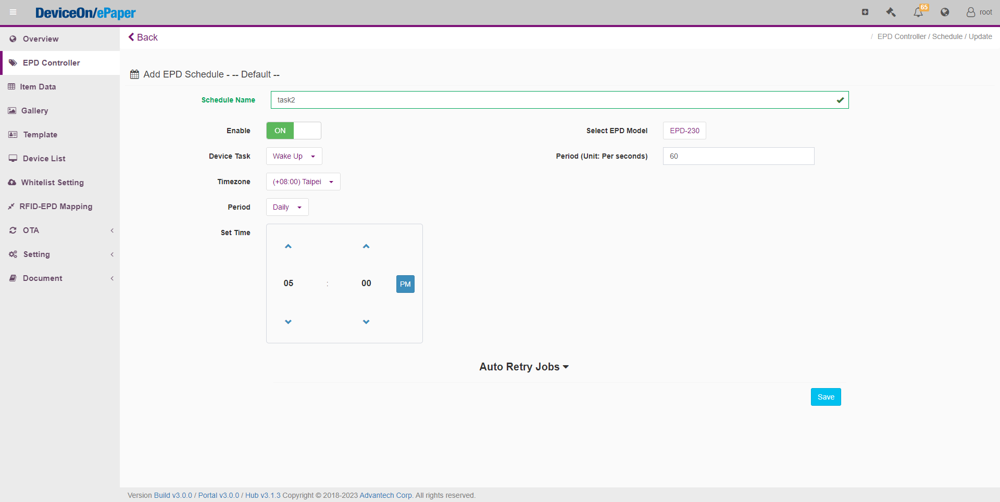 DeviceOn/ePaper
65
root
Overview
EPD Controller
Item Data
Gallery
Template
Device List
Whitelist Setting
RFID-EPD Mapping
OTA
Setting
Document
Back
/ EPD Controller / Schedule / Update
Add EPD Schedule - -- Default --
Schedule Name task2
Enable ON Select EPD Model EPD-230
Device Task Wake Up Period (Unit: Per seconds) 60
Timezone (+08:00) Taipei
Period Daily
Set Time
05 : 00 PM
Auto Retry Jobs
Save
Version Build v3.0.0 / Portal v3.0.0 / Hub v3.1.3 Copyright © 2018-2023 Advantech Corp. All rights reserved.